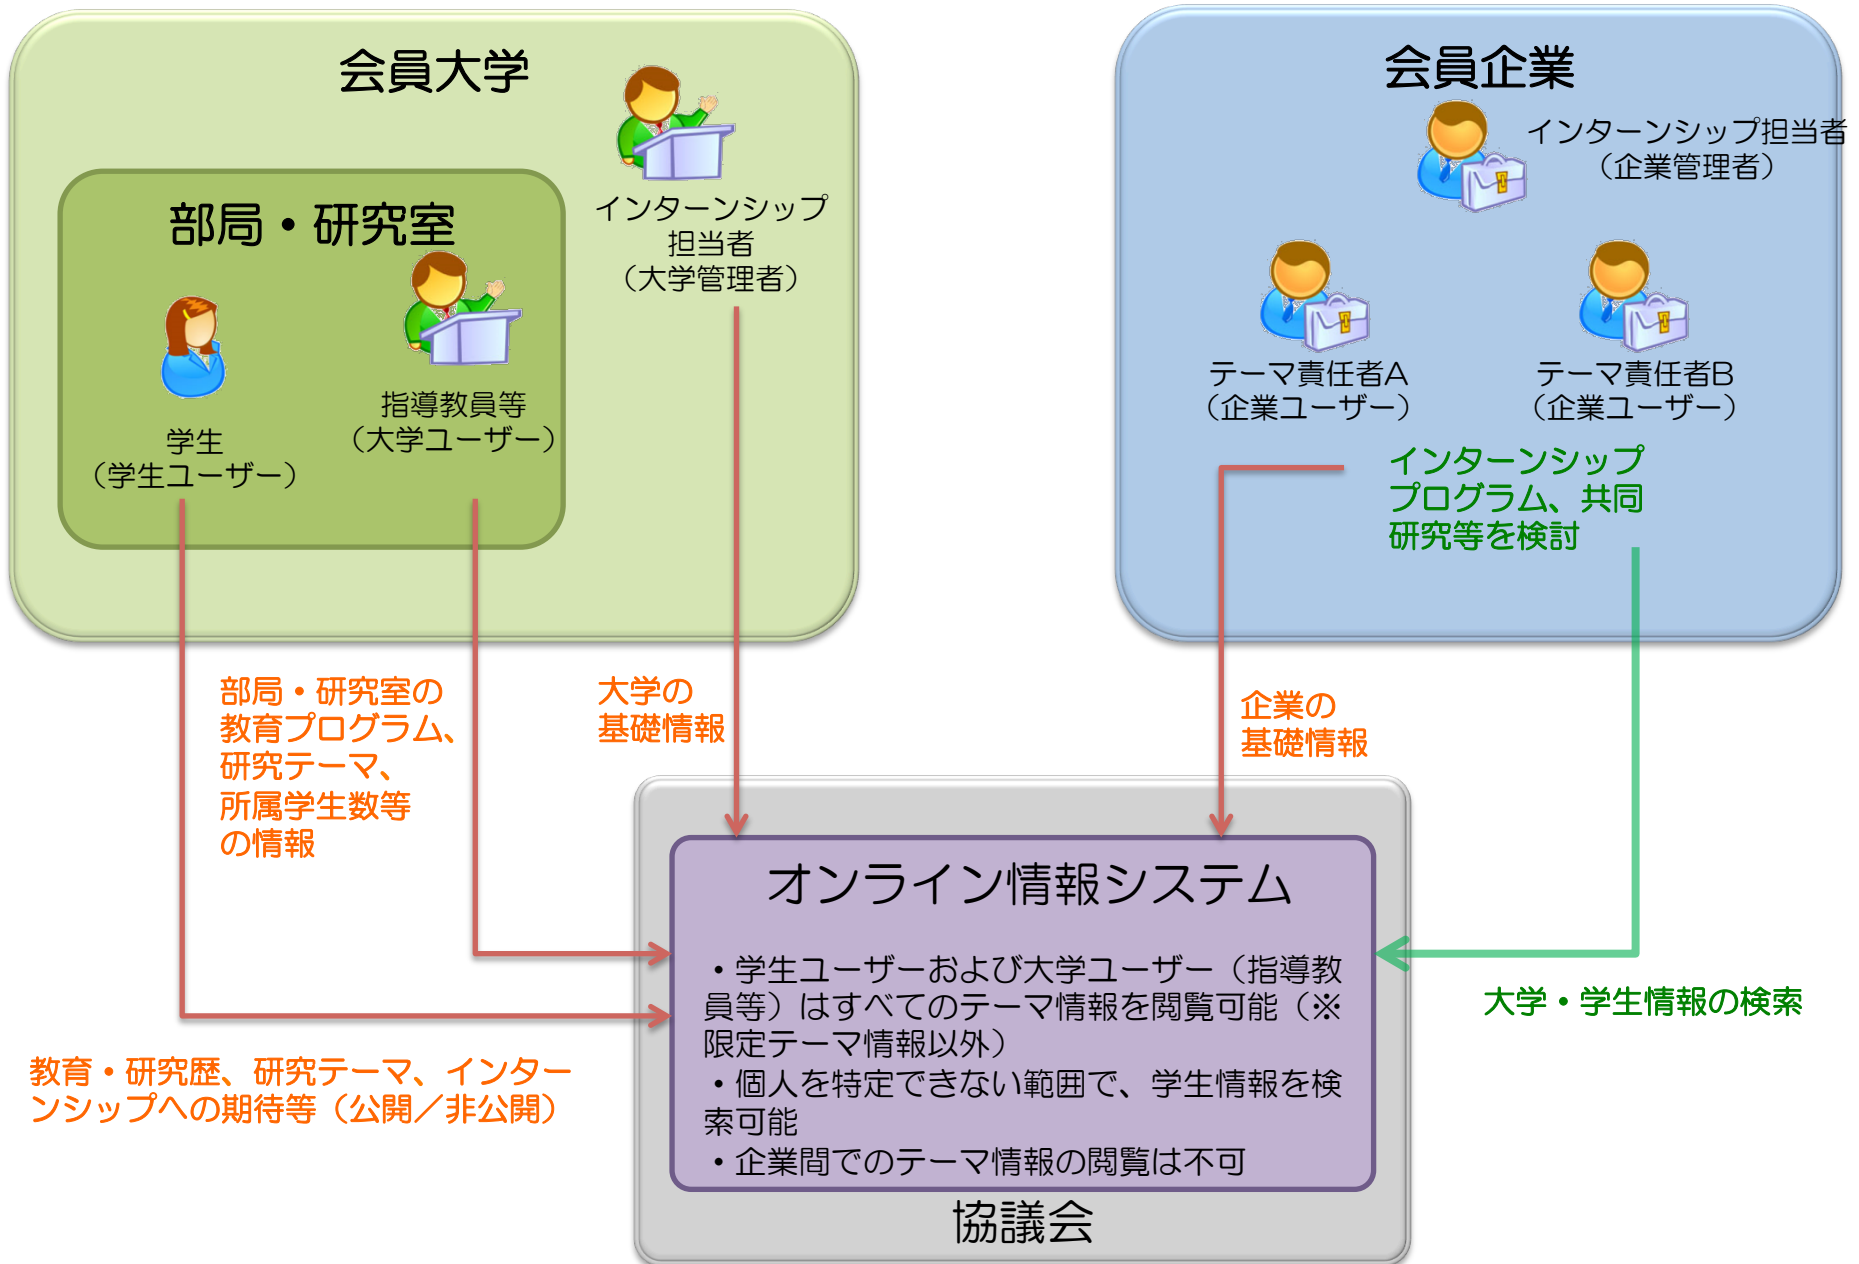 会員大学
インターンシップ
担当者
（大学管理者）
部局・研究室
指導教員等
（大学ユーザー）
学生
（学生ユーザー）
会員企業
インターンシップ担当者
（企業管理者）
テーマ責任者A
（企業ユーザー）
テーマ責任者B
（企業ユーザー）
インターンシップ
プログラム、共同
研究等を検討
部局・研究室の
教育プログラム、
研究テーマ、
所属学生数等
の情報
大学の
基礎情報
企業の
基礎情報
オンライン情報システム
・学生ユーザーおよび大学ユーザー（指導教
員等）はすべてのテーマ情報を閲覧可能（※
限定テーマ情報以外）
・個人を特定できない範囲で、学生情報を検
索可能
・企業間でのテーマ情報の閲覧は不可
協議会
大学・学生情報の検索
教育・研究歴、研究テーマ、インター
ンシップへの期待等（公開／非公開）